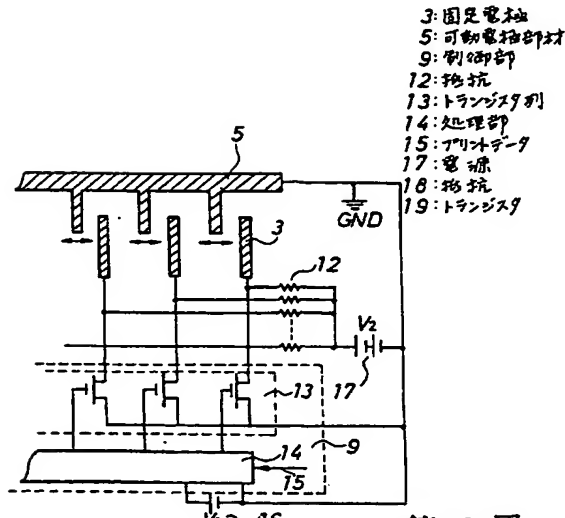 3:固定電極
5:可動電極部材
9:制御部
12:抵抗
13:トランジスタ列
14:処理部
15:プリントデータ
17:電源
18:抵抗
19:トランジスタ
5
GND
3
12
V2
17
13
9
14
15
16